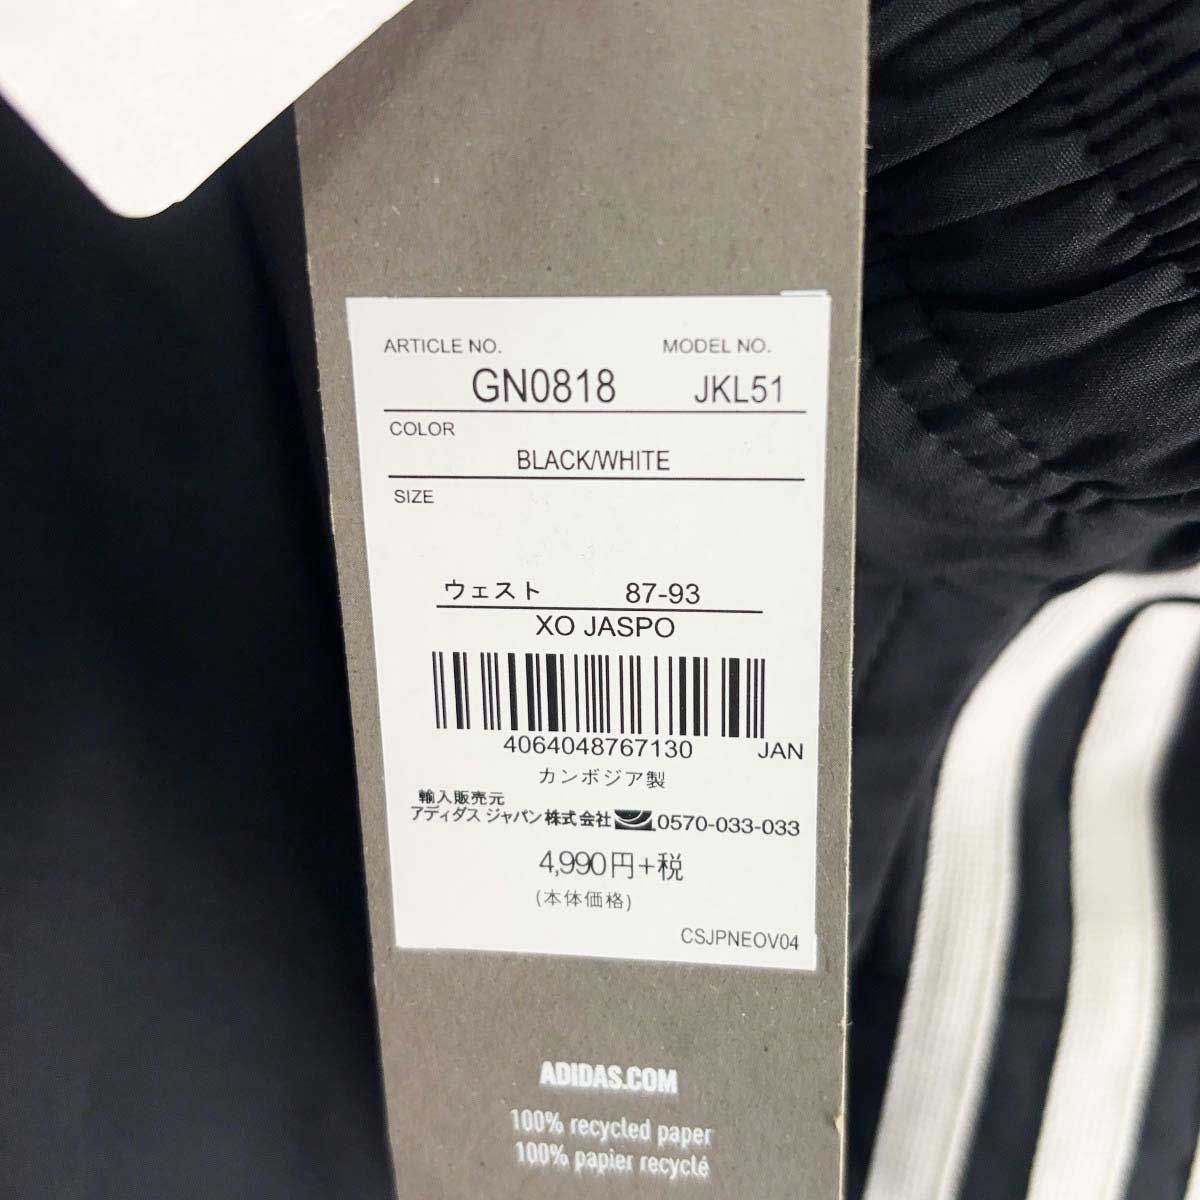 ARTICLE NO. MODEL NO.
GN0818 JKL51
COLOR
BLACK/WHITE
SIZE
ウェスト 87-93
XO JASPO
4064048767130 JAN
カンボジア製
輸入販売元
アディダス ジャパン株式会社 0570-033-033
4,990円+税
(本体価格)
CSJPNEOV04
ADIDAS.COM
100% recycled paper
100% papier recyclé